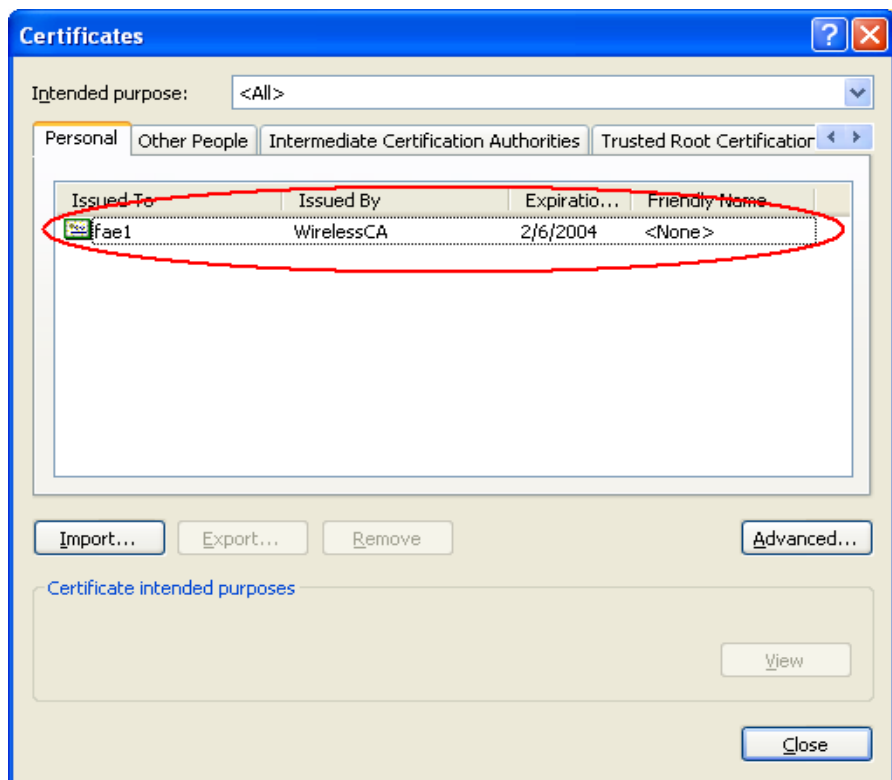 Certificates
Intended purpose: <All>
Personal Other People Intermediate Certification Authorities Trusted Root Certification
Issued To Issued By Expiratio... Friendly Name
fae1 WirelessCA 2/6/2004 <None>
Import... Export... Remove Advanced...
Certificate intended purposes
View
Close